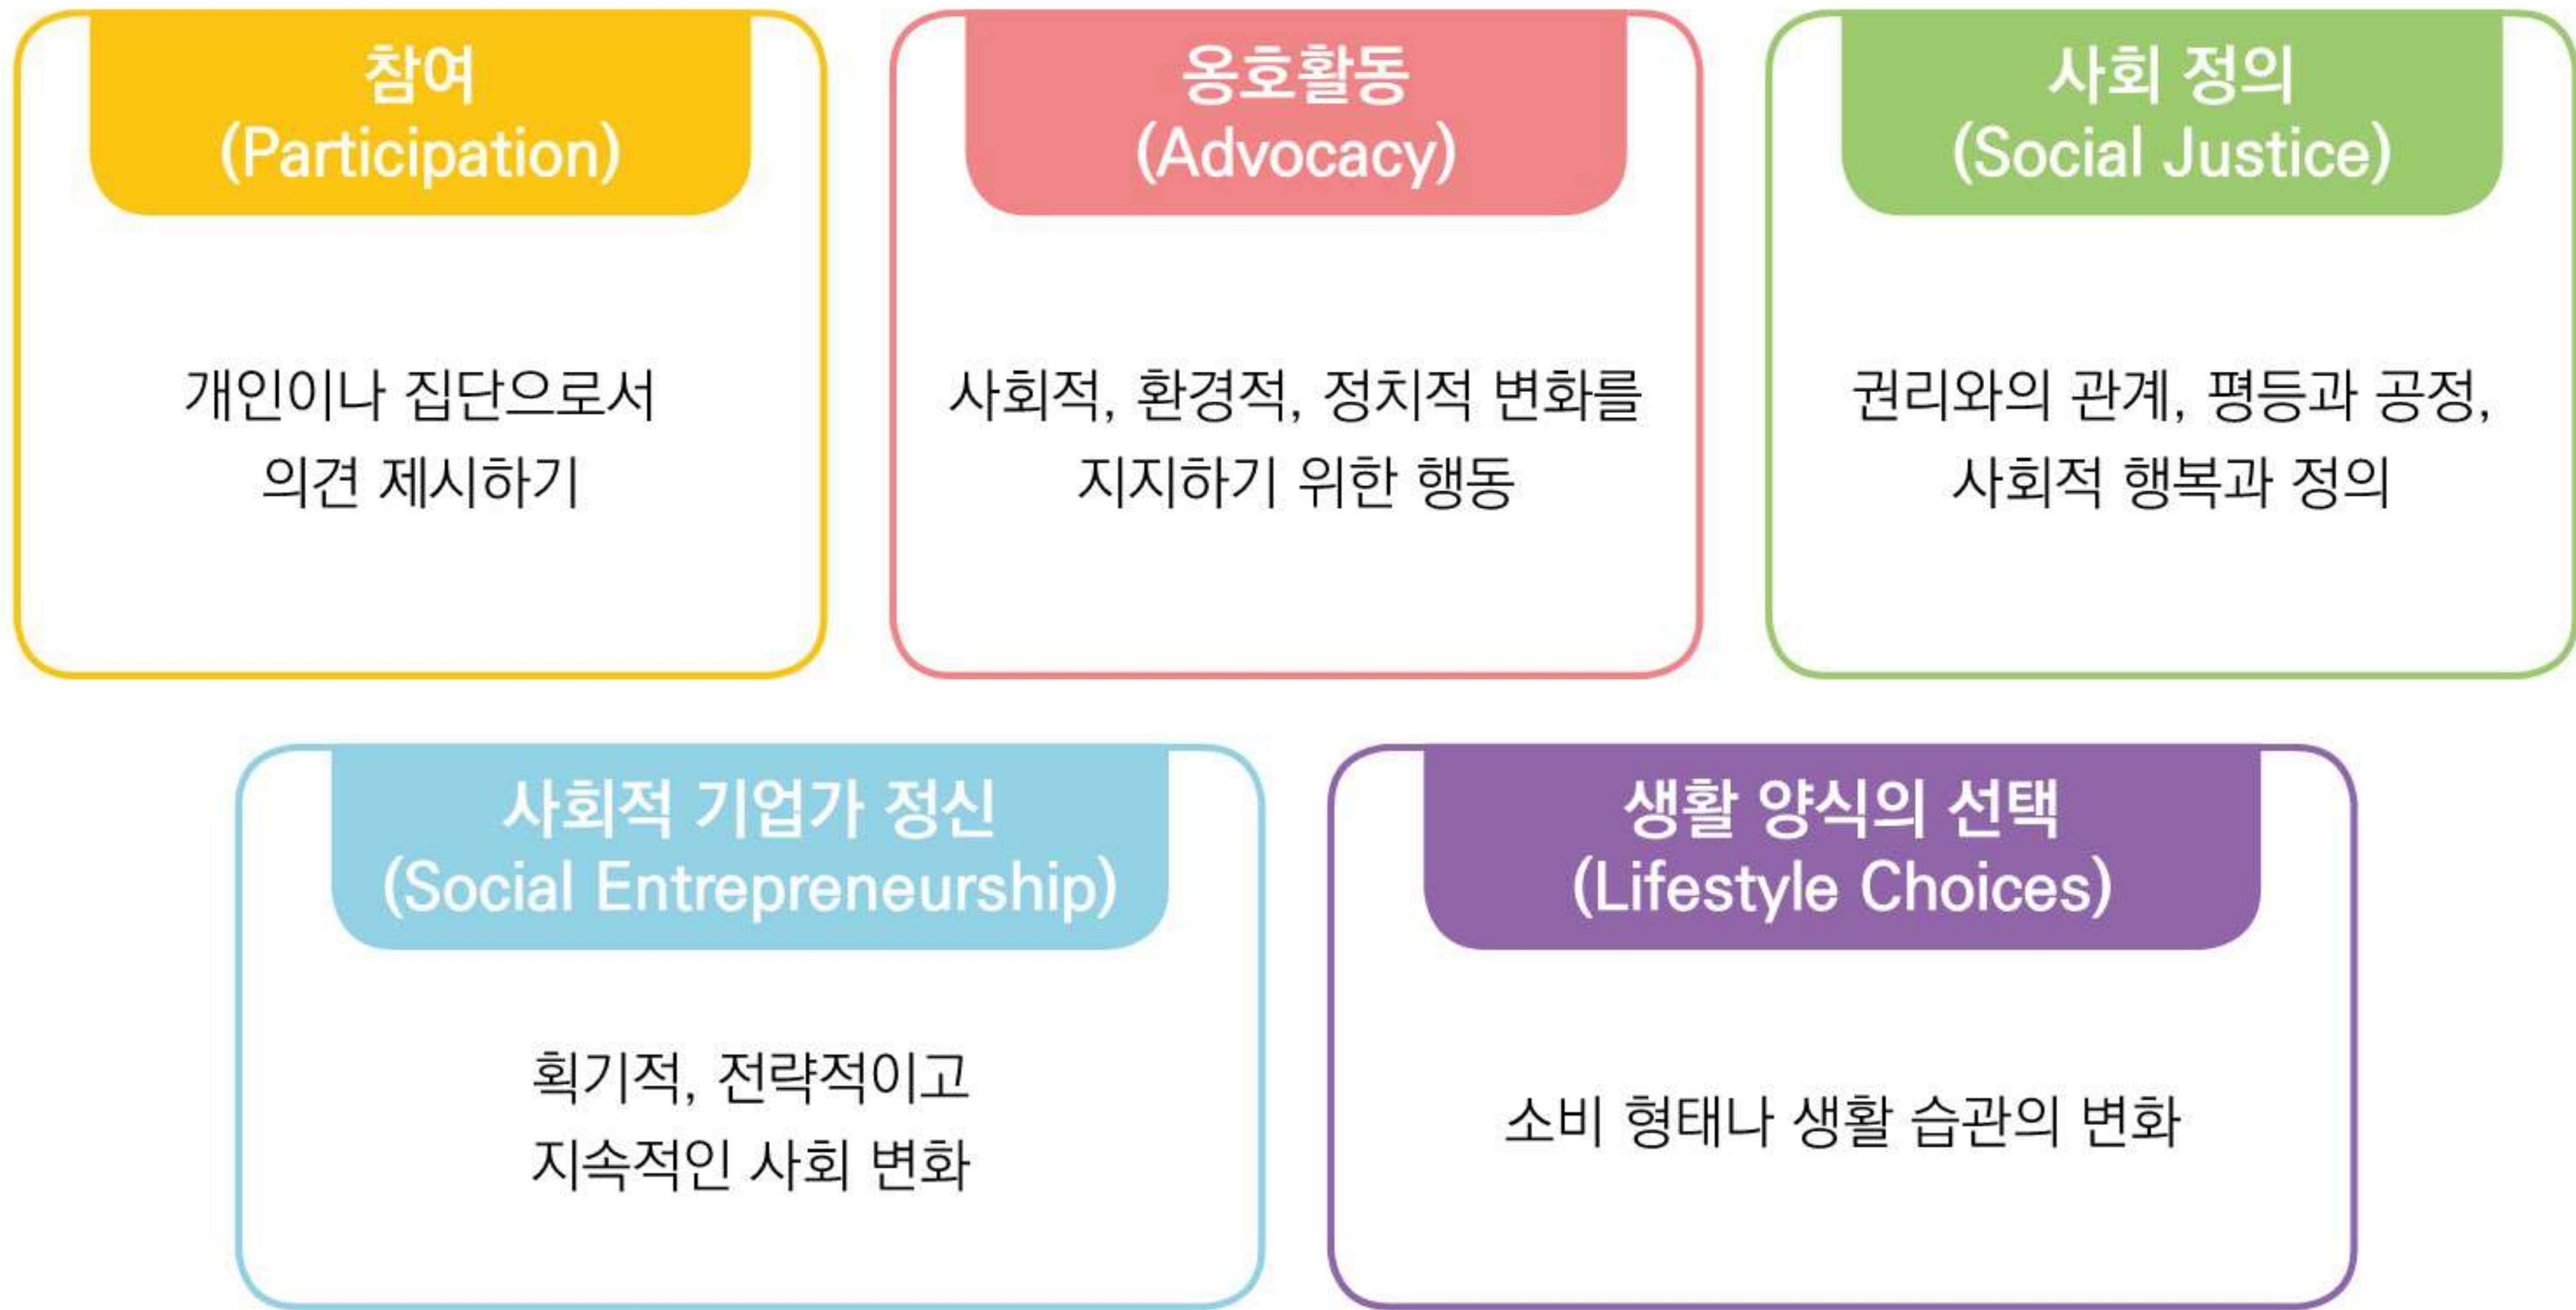 참여
(Participation)
개인이나 집단으로서
의견 제시하기
옹호활동
(Advocacy)
사회적, 환경적, 정치적 변화를
지지하기 위한 행동
사회 정의
(Social Justice)
권리와의 관계, 평등과 공정,
사회적 행복과 정의
사회적 기업가 정신
(Social Entrepreneurship)
획기적, 전략적이고
지속적인 사회 변화
생활 양식의 선택
(Lifestyle Choices)
소비 형태나 생활 습관의 변화